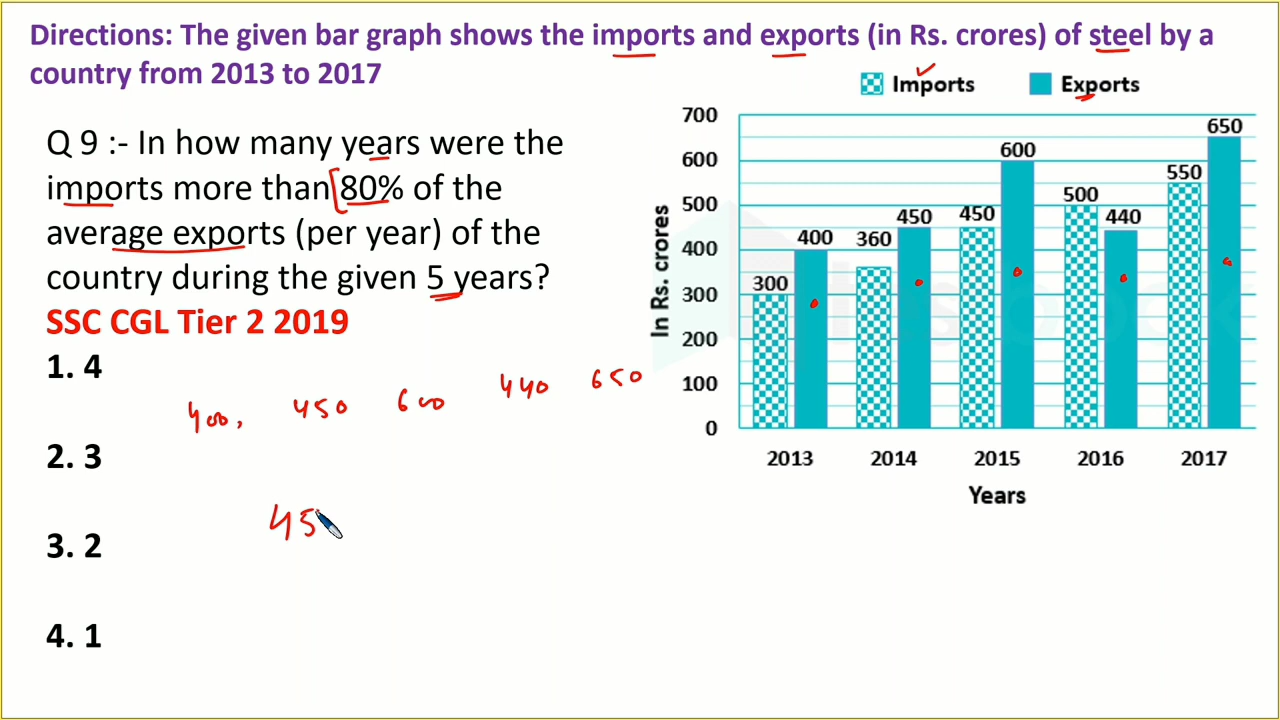 Directions: The given bar graph shows the imports and exports (in Rs. crores) of steel by a
country from 2013 to 2017
Q 9 :- In how many years were the
imports more than 80% of the
average exports (per year) of the
country during the given 5 years?
SSC CGL Tier 2 2019
1. 4
400, 450 600 440 650
2. 3
45
3. 2
4. 1
Imports Exports
In Rs. crores
700
600
500
400
300
200
100
0
300 400 360 450 450 600 500 440 550 650
2013 2014 2015 2016 2017
Years